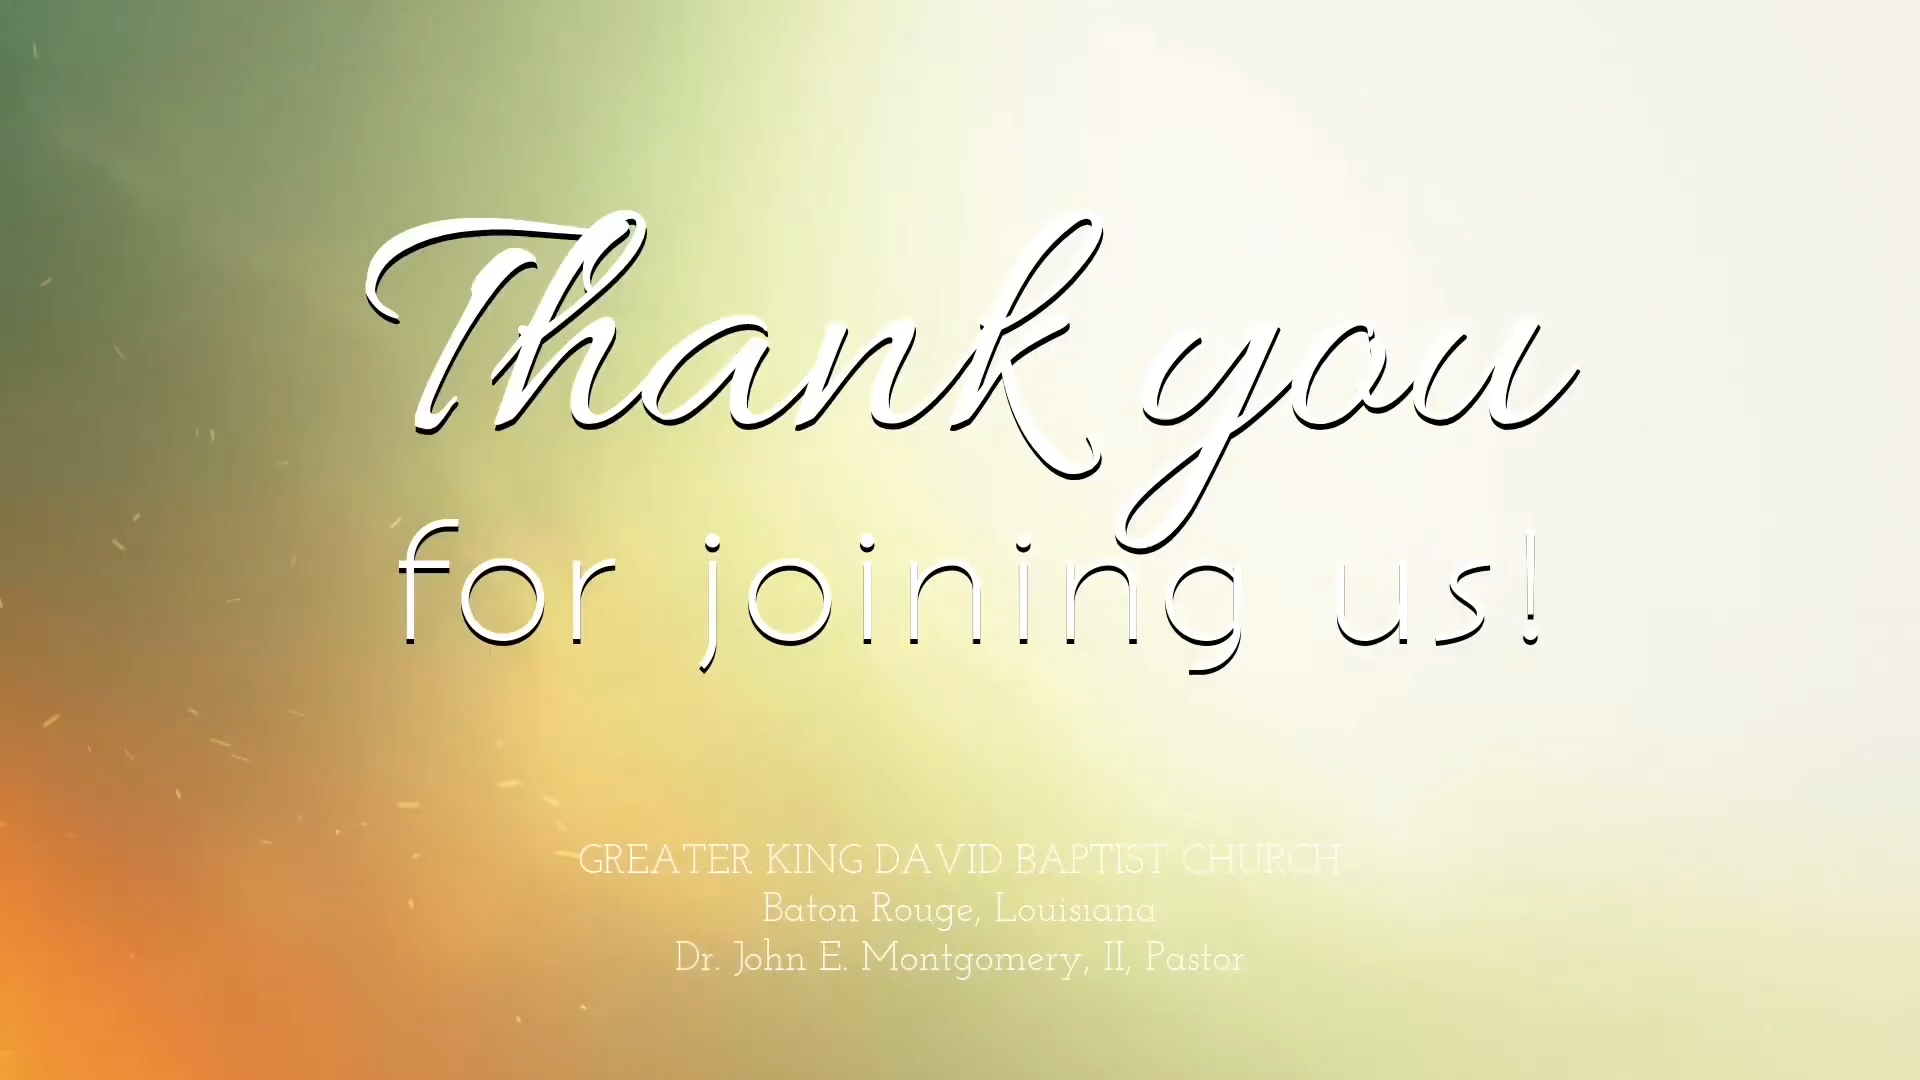 Thank you
for joining us!
GREATER KING DAVID BAPTIST CHURCH
Baton Rouge, Louisiana
Dr. John E. Montgomery, II, Pastor